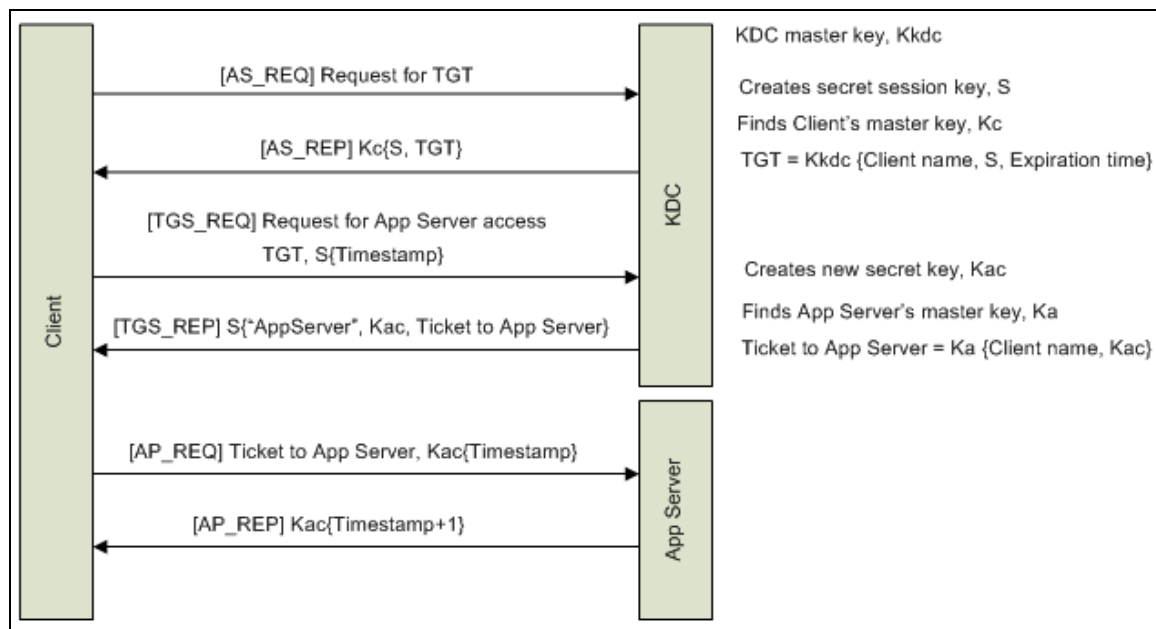 KDC master key, Kkdc
[AS_REQ] Request for TGT
Creates secret session key, S
Finds Client's master key, Kc
[AS_REP] Kc{S, TGT}
TGT = Kkdc {Client name, S, Expiration time}
KDC
[TGS_REQ] Request for App Server access
TGT, S{Timestamp}
Creates new secret key, Kac
Client
Finds App Server's master key, Ka
[TGS_REP] S{“AppServer”, Kac, Ticket to App Server}
Ticket to App Server = Ka {Client name, Kac}
[AP_REQ] Ticket to App Server, Kac{Timestamp}
App Server
[AP_REP] Kac{Timestamp+1}